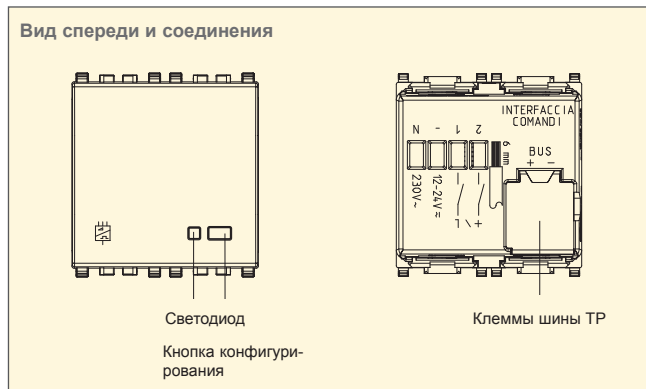 Вид спереди и соединения
INTERFACCIA
COMANDI
N - 1 2
6 mm
BUS
+ -
230V~
12-24V≂
L \ +
Светодиод
Кнопка конфигури-
рования
Клеммы шины TP